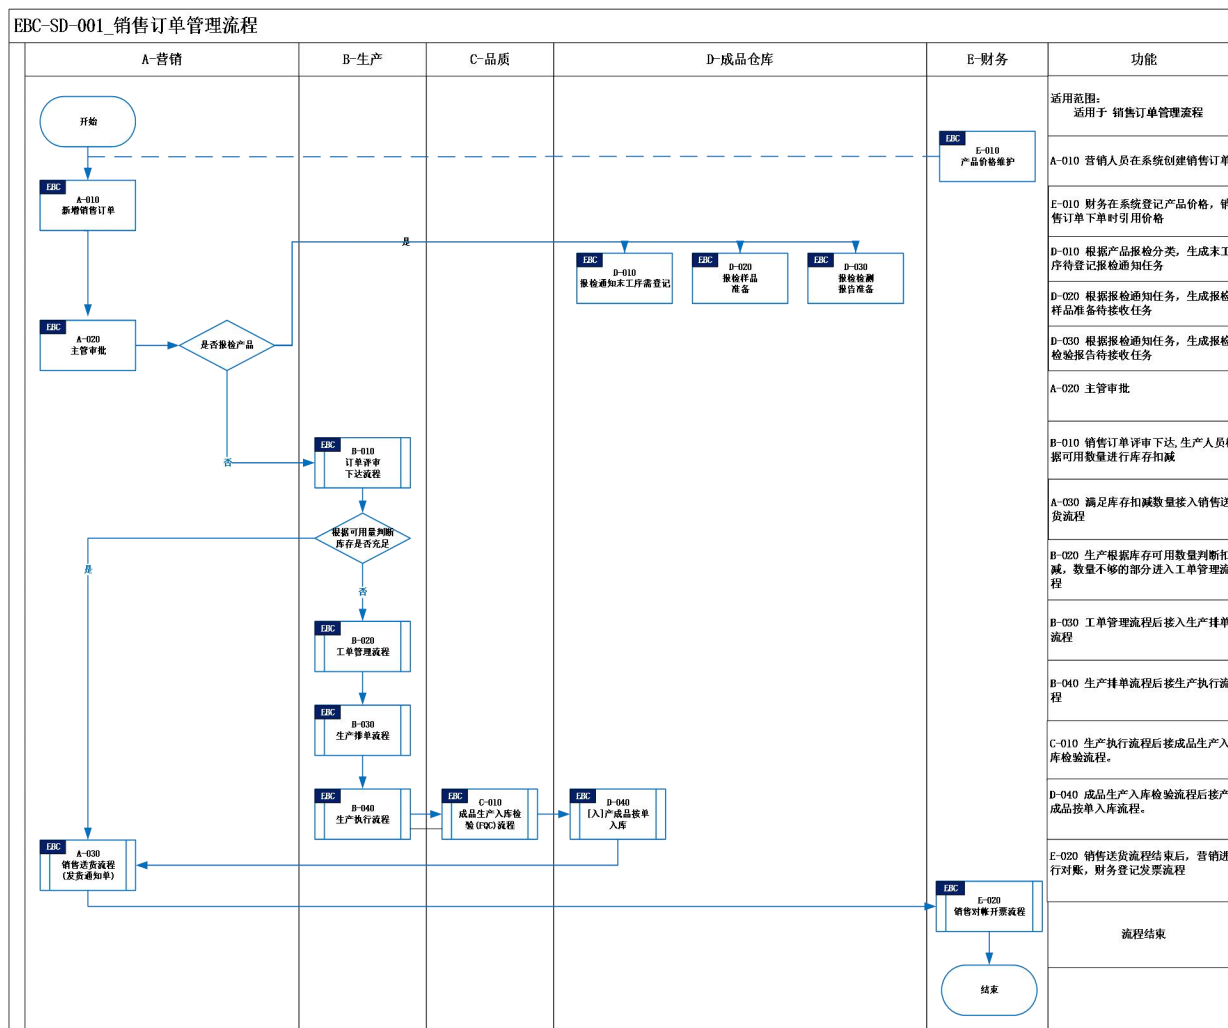 EBC-SD-001_销售订单管理流程
A-营销
B-生产
C-品质
D-成品仓库
E-财务
功能
开始
EBC
E-010
产品价格维护
EBC
A-010
新增销售订单
是
EBC
D-010
报检通知末工序需登记
EBC
D-020
报检样品
准备
EBC
D-030
报检检测
报告准备
EBC
A-020
主管审批
是否报检产品
否
EBC
B-010
订单评审
下达流程
根据可用量判断
库存是否充足
是
否
EBC
B-020
工单管理流程
EBC
B-030
生产排单流程
EBC
B-040
生产执行流程
EBC
C-010
成品生产入库检
验(FQC)流程
EBC
D-040
[入]产成品按单
入库
EBC
A-030
销售送货流程
(发货通知单)
EBC
E-020
销售对帐开票流程
结束
适用范围：
适用于 销售订单管理流程
A-010 营销人员在系统创建销售订单
E-010 财务在系统登记产品价格，销
售订单下单时引用价格
D-010 根据产品报检分类，生成末工
序待登记报检通知任务
D-020 根据报检通知任务，生成报检
样品准备待接收任务
D-030 根据报检通知任务，生成报检
检验报告待接收任务
A-020 主管审批
B-010 销售订单评审下达,生产人员根
据可用数量进行库存扣减
A-030 满足库存扣减数量接入销售送
货流程
B-020 生产根据库存可用数量判断扣
减，数量不够的部分进入工单管理流
程
B-030 工单管理流程后接入生产排单
流程
B-040 生产排单流程后接生产执行流
程
C-010 生产执行流程后接成品生产入
库检验流程。
D-040 成品生产入库检验流程后接产
成品按单入库流程。
E-020 销售送货流程结束后，营销进
行对账，财务登记发票流程
流程结束